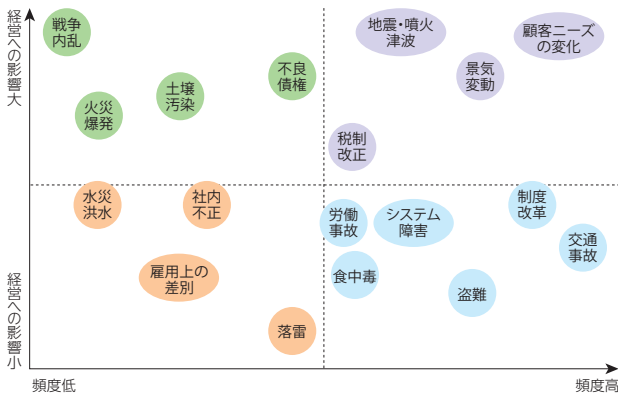 経営への影響大
戦争
内乱
火災
爆発
土壌
汚染
不良
債権
地震・噴火
津波
顧客ニーズ
の変化
景気
変動
税制
改正
経営への影響小
水災
洪水
社内
不正
雇用上の
差別
落雷
労働
事故
システム
障害
制度
改革
交通
事故
食中毒
盗難
頻度低
頻度高